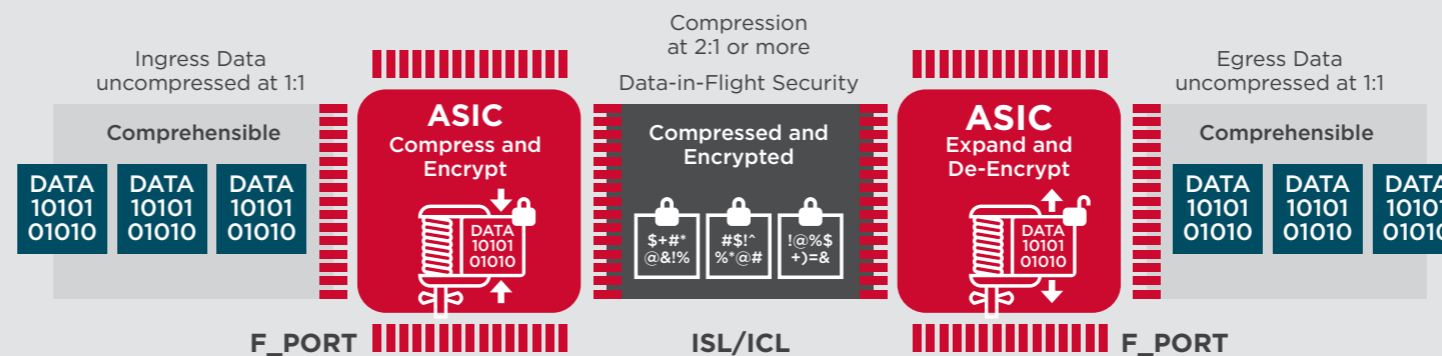 Ingress Data
uncompressed at 1:1
Comprehensible
DATA
10101
01010
DATA
10101
01010
DATA
10101
01010
ASIC
Compress and
Encrypt
DATA
10101
01010
Compression
at 2:1 or more
Data-in-Flight Security
Compressed and
Encrypted
$+#*
@&!%
#$!^
%*@#
!@%$
+)=&
ASIC
Expand and
De-Encrypt
DATA
10101
01010
Egress Data
uncompressed at 1:1
Comprehensible
DATA
10101
01010
DATA
10101
01010
DATA
10101
01010
F_PORT
ISL/ICL
F_PORT